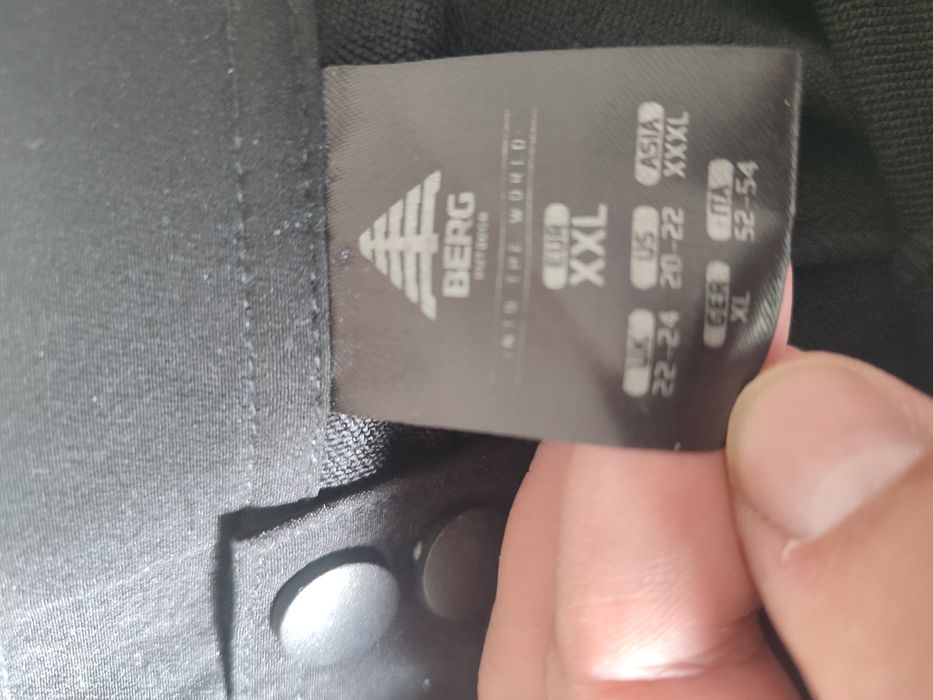 BERG
OUTDOOR
INTO THE WORLD
EUR
XXL
UK US ASIA
22-24 20-22 XXXL
GER ITA
XL 52-54